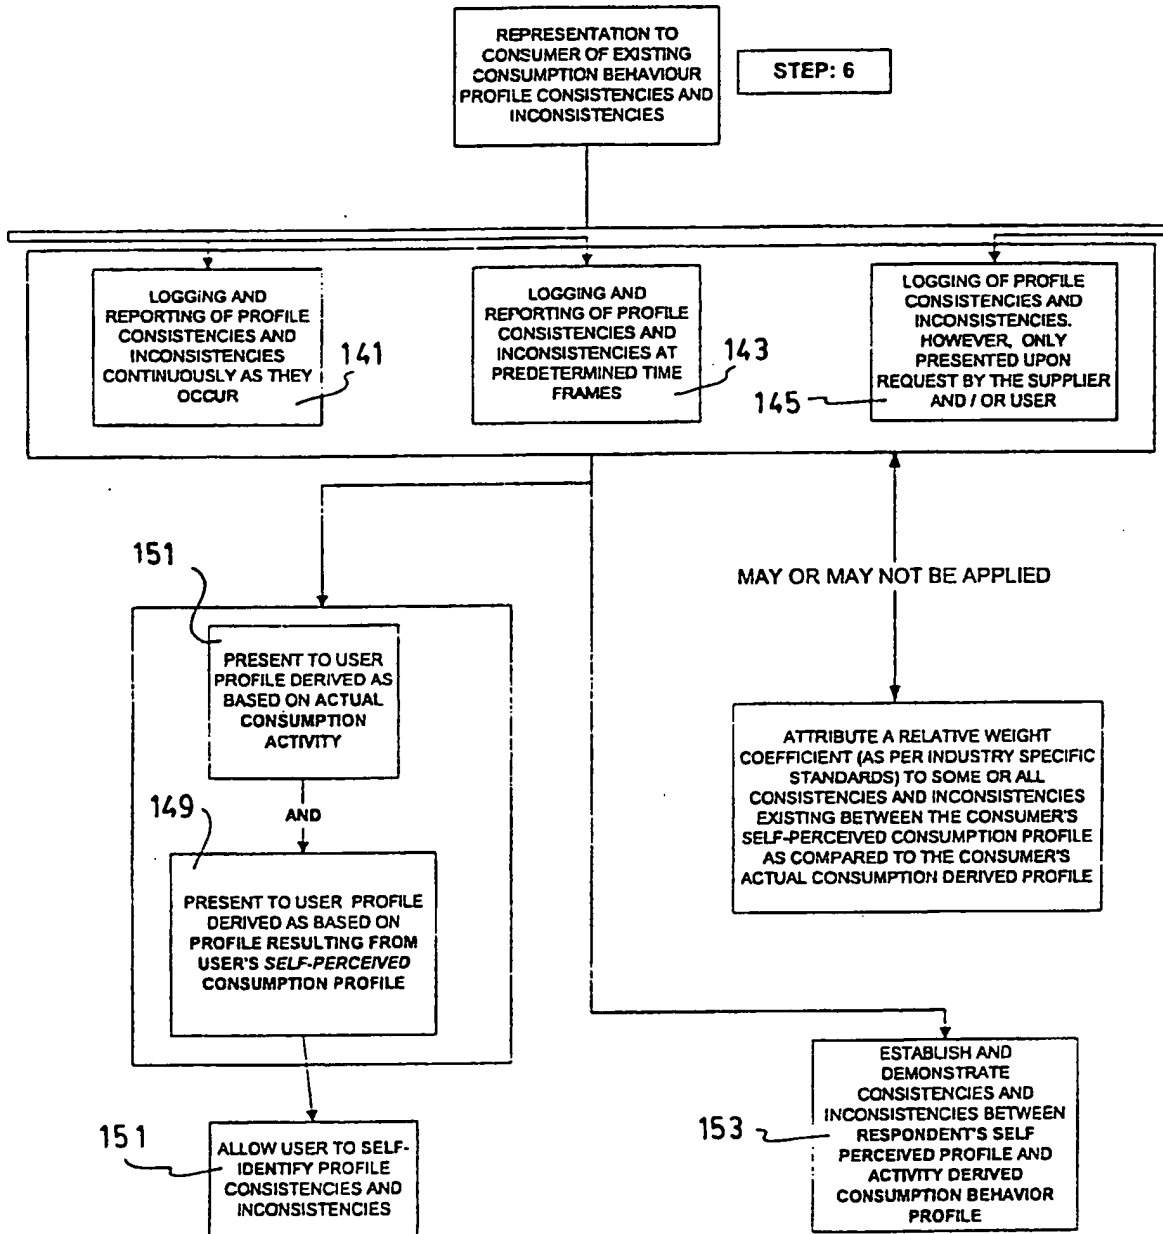 REPRESENTATION TO
CONSUMER OF EXISTING
CONSUMPTION BEHAVIOUR
PROFILE CONSISTENCIES AND
INCONSISTENCIES
STEP: 6
LOGGING AND
REPORTING OF PROFILE
CONSISTENCIES AND
INCONSISTENCIES
CONTINUOUSLY AS THEY
OCCUR
141
LOGGING AND
REPORTING OF PROFILE
CONSISTENCIES AND
INCONSISTENCIES AT
PREDETERMINED TIME
FRAMES
143
LOGGING OF PROFILE
CONSISTENCIES AND
INCONSISTENCIES.
HOWEVER, ONLY
PRESENTED UPON
REQUEST BY THE SUPPLIER
AND / OR USER
145
151
PRESENT TO USER
PROFILE DERIVED AS
BASED ON ACTUAL
CONSUMPTION
ACTIVITY
AND
149
PRESENT TO USER PROFILE
DERIVED AS BASED ON
PROFILE RESULTING FROM
USER'S SELF-PERCEIVED
CONSUMPTION PROFILE
151
ALLOW USER TO SELF-
IDENTIFY PROFILE
CONSISTENCIES AND
INCONSISTENCIES
MAY OR MAY NOT BE APPLIED
ATTRIBUTE A RELATIVE WEIGHT
COEFFICIENT (AS PER INDUSTRY SPECIFIC
STANDARDS) TO SOME OR ALL
CONSISTENCIES AND INCONSISTENCIES
EXISTING BETWEEN THE CONSUMER'S
SELF-PERCEIVED CONSUMPTION PROFILE
AS COMPARED TO THE CONSUMER'S
ACTUAL CONSUMPTION DERIVED PROFILE
153
ESTABLISH AND
DEMONSTRATE
CONSISTENCIES AND
INCONSISTENCIES BETWEEN
RESPONDENT'S SELF
PERCEIVED PROFILE AND
ACTIVITY DERIVED
CONSUMPTION BEHAVIOR
PROFILE